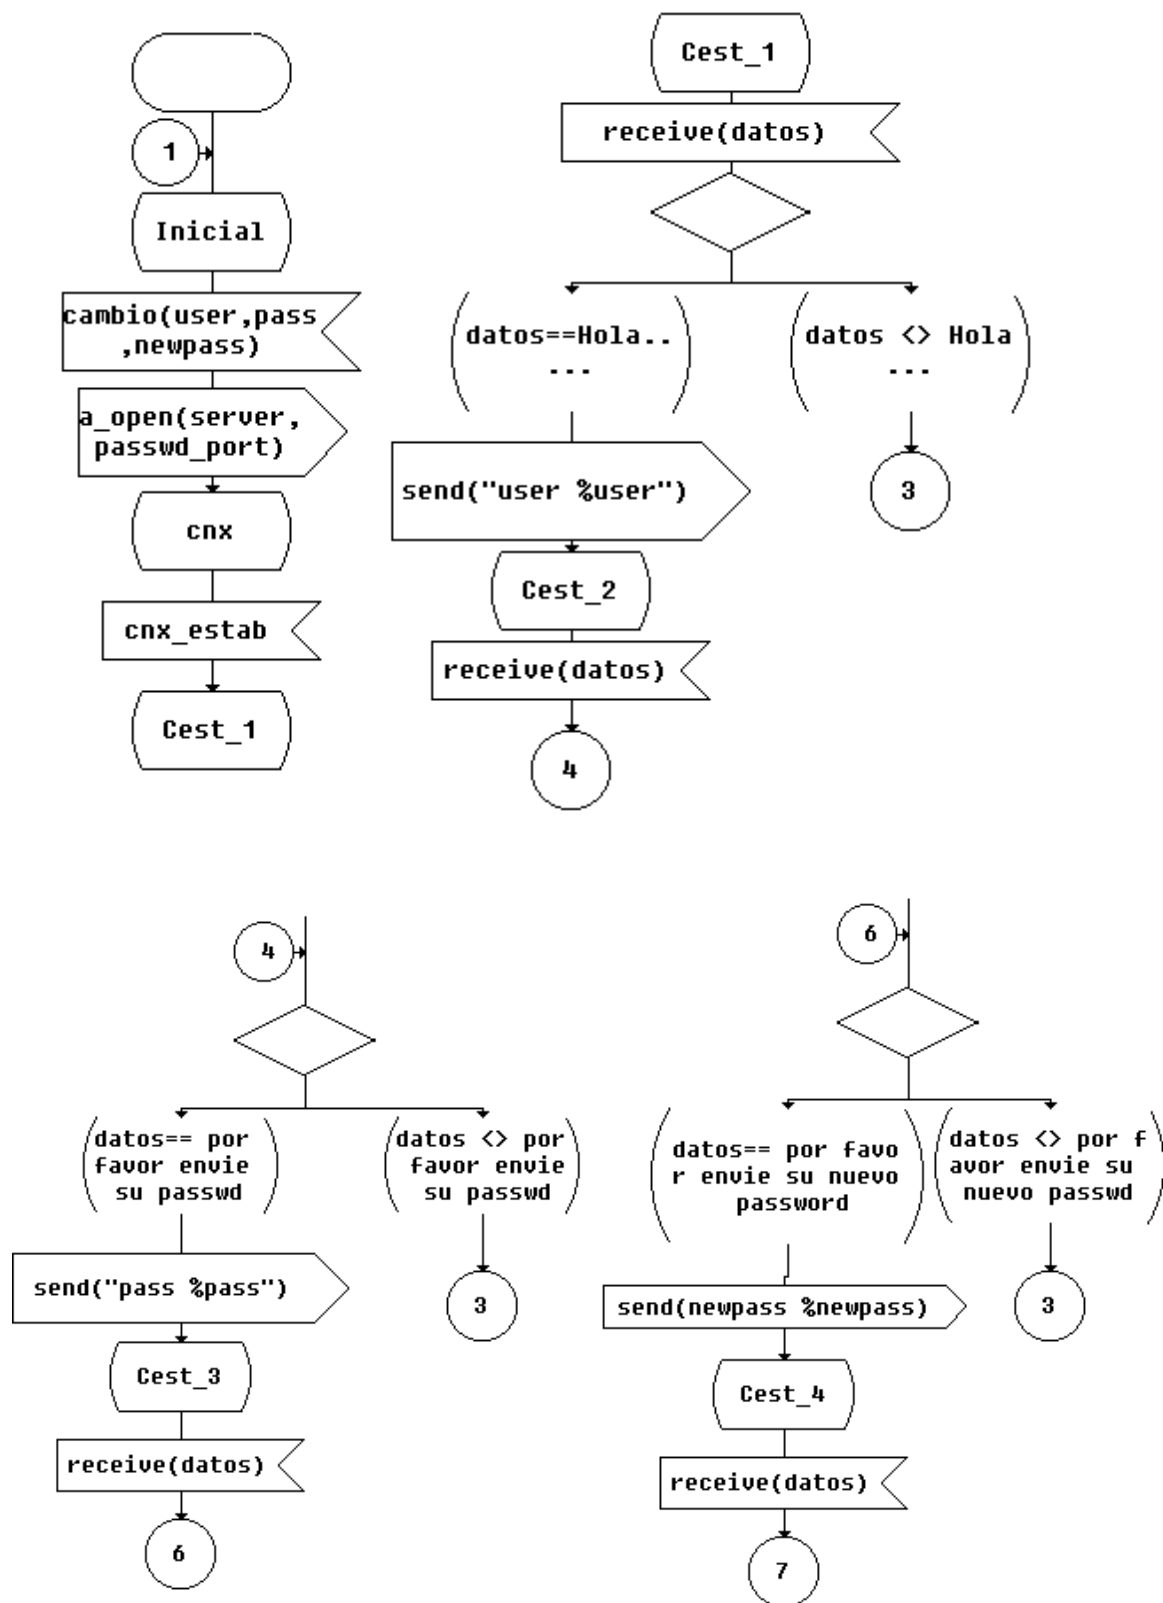 1
Inicial
cambio(user,pass
,newpass)
a_open(server,
passwd_port)
cnx
cnx_estab
Cest_1
Cest_1
receive(datos)
datos==Hola..
...
datos <> Hola
...
send("user %user")
3
Cest_2
receive(datos)
4
4
datos== por
favor envie
su passwd
datos <> por
favor envie
su passwd
send("pass %pass")
3
Cest_3
receive(datos)
6
6
datos== por favo
r envie su nuevo
password
datos <> por f
avor envie su
nuevo passwd
send(newpass %newpass)
3
Cest_4
receive(datos)
7